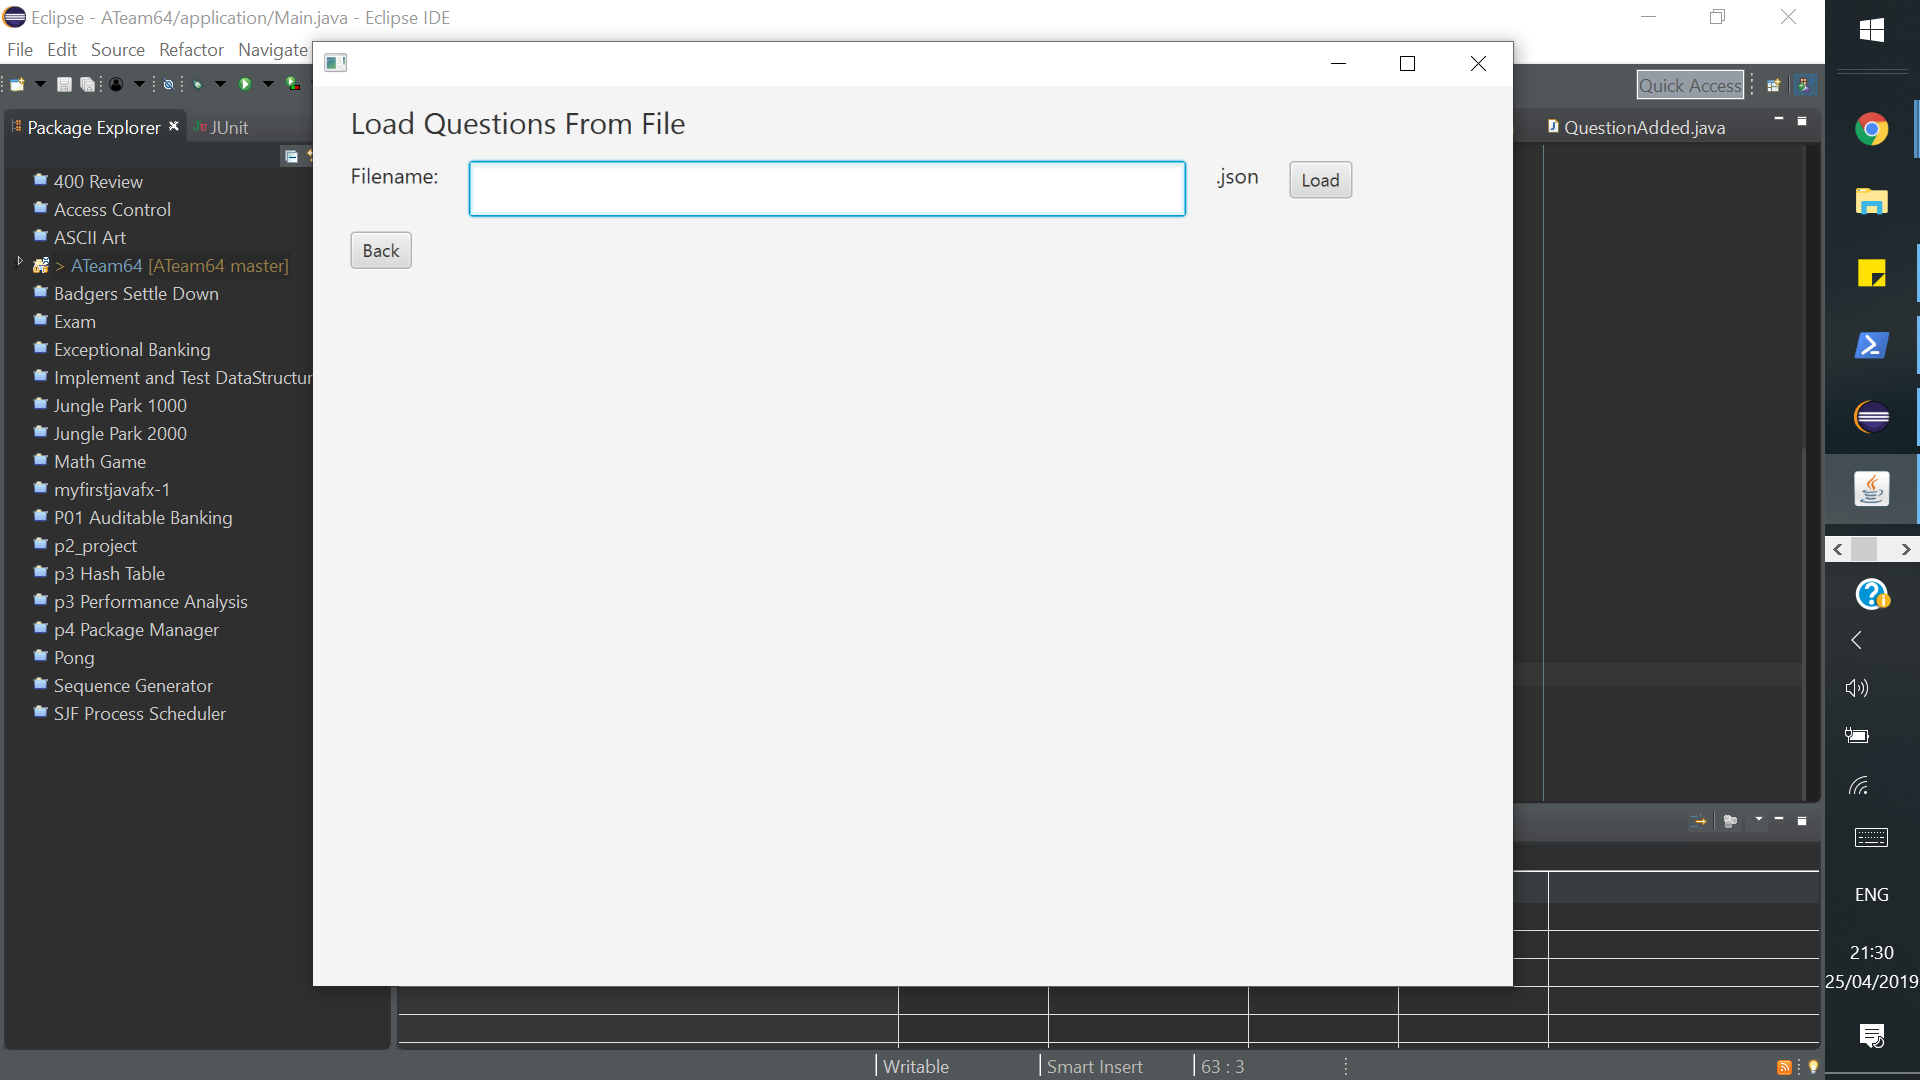 Eclipse - ATeam64/application/Main.java - Eclipse IDE
File Edit Source Refactor Navigate
Quick Access
Package Explorer
JUnit
QuestionAdded.java
Load Questions From File
Filename:
.json
Load
Back
400 Review
Access Control
ASCII Art
> ATeam64 [ATeam64 master]
Badgers Settle Down
Exam
Exceptional Banking
Implement and Test DataStructur
Jungle Park 1000
Jungle Park 2000
Math Game
myfirstjavafx-1
P01 Auditable Banking
p2_project
p3 Hash Table
p3 Performance Analysis
p4 Package Manager
Pong
Sequence Generator
SJF Process Scheduler
Writable
Smart Insert
63 : 3
ENG
21:30
25/04/2019